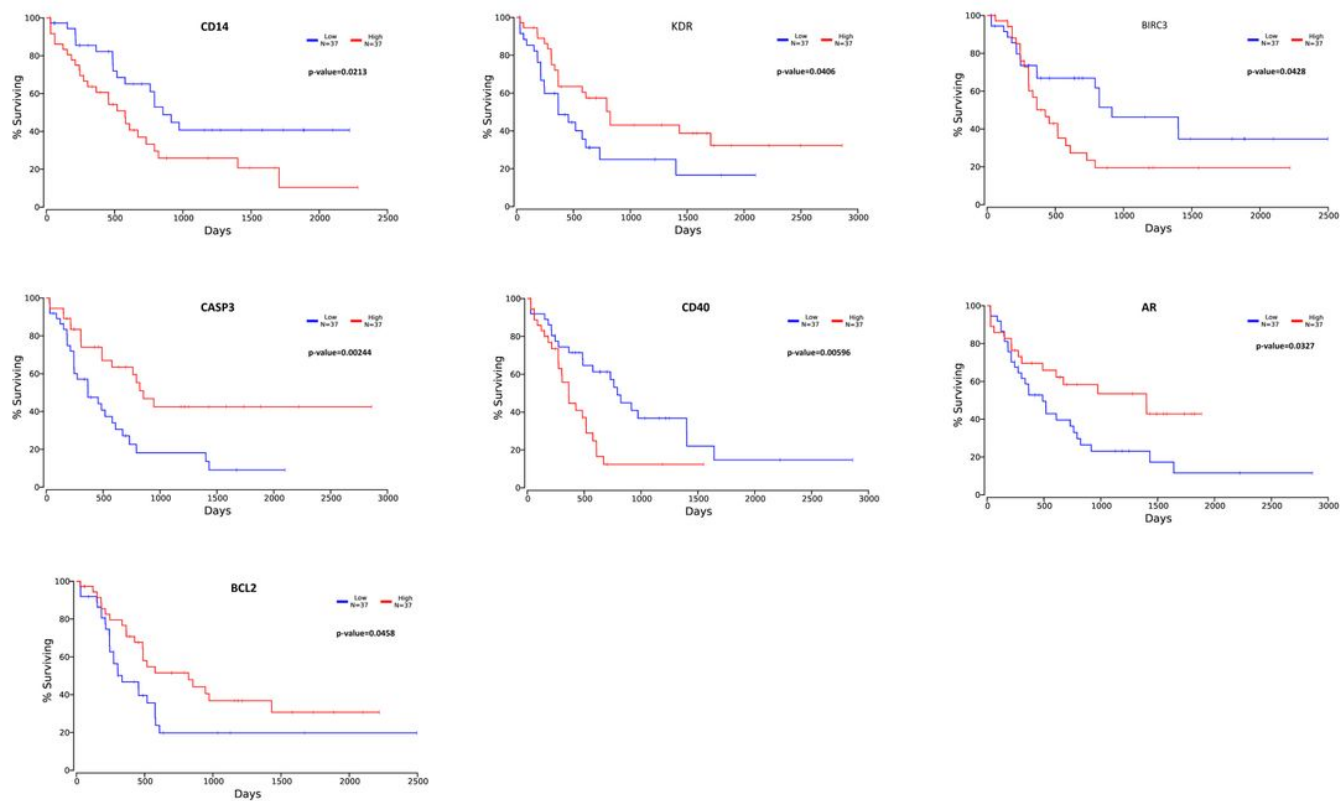 CD14
Low N=37 High N=37
p-value=0.0213
% Surviving
100
80
60
40
20
0
0 500 1000 1500 2000 2500
Days
KDR
Low N=37 High N=37
p-value=0.0406
% Surviving
100
80
60
40
20
0
0 500 1000 1500 2000 2500 3000
Days
BIRC3
Low N=37 High N=37
p-value=0.0428
% Surviving
100
80
60
40
20
0
0 500 1000 1500 2000 2500
Days
CASP3
Low N=37 High N=37
p-value=0.00244
% Surviving
100
80
60
40
20
0
0 500 1000 1500 2000 2500 3000
Days
CD40
Low N=37 High N=37
p-value=0.00596
% Surviving
100
80
60
40
20
0
0 500 1000 1500 2000 2500 3000
Days
AR
Low N=37 High N=37
p-value=0.0327
% Surviving
100
80
60
40
20
0
0 500 1000 1500 2000 2500 3000
Days
BCL2
Low N=37 High N=37
p-value=0.0458
% Surviving
100
80
60
40
20
0
0 500 1000 1500 2000 2500
Days